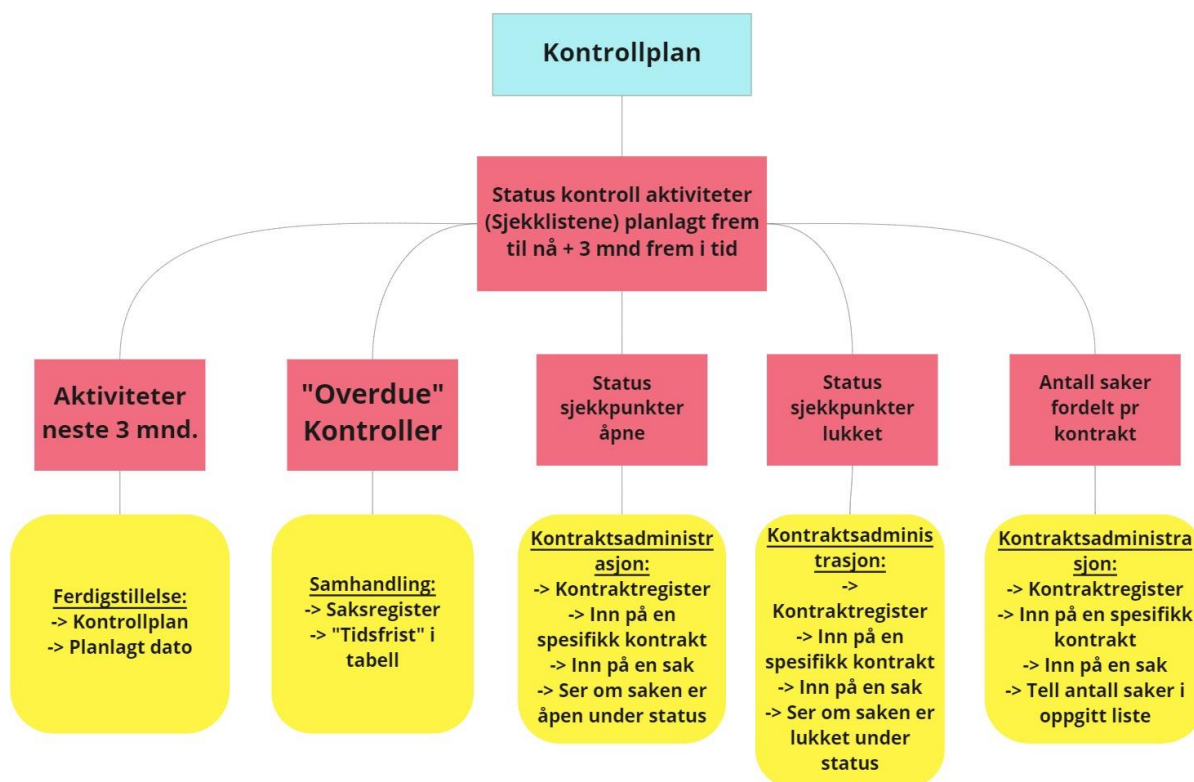 Kontrollplan
Status kontroll aktiviteter
(Sjekklistene) planlagt frem
til nå + 3 mnd frem i tid
Aktiviteter
neste 3 mnd.
"Overdue"
Kontroller
Status
sjekkpunkter
åpne
Status
sjekkpunkter
lukket
Antall saker
fordelt pr
kontrakt
Ferdigstillelse:
-> Kontrollplan
-> Planlagt dato
Samhandling:
-> Saksregister
-> "Tidsfrist" i
tabell
Kontraktsadministr
asjon:
-> Kontraktregister
-> Inn på en
spesifikk kontrakt
-> Inn på en sak
-> Ser om saken er
åpen under status
Kontraktsadminis
trasjon:
->
Kontraktregister
-> Inn på en
spesifikk kontrakt
-> Inn på en sak
-> Ser om saken er
lukket under
status
Kontraktsadministra
sjon:
-> Kontraktregister
-> Inn på en spesifikk
kontrakt
-> Inn på en sak
-> Tell antall saker i
oppgitt liste